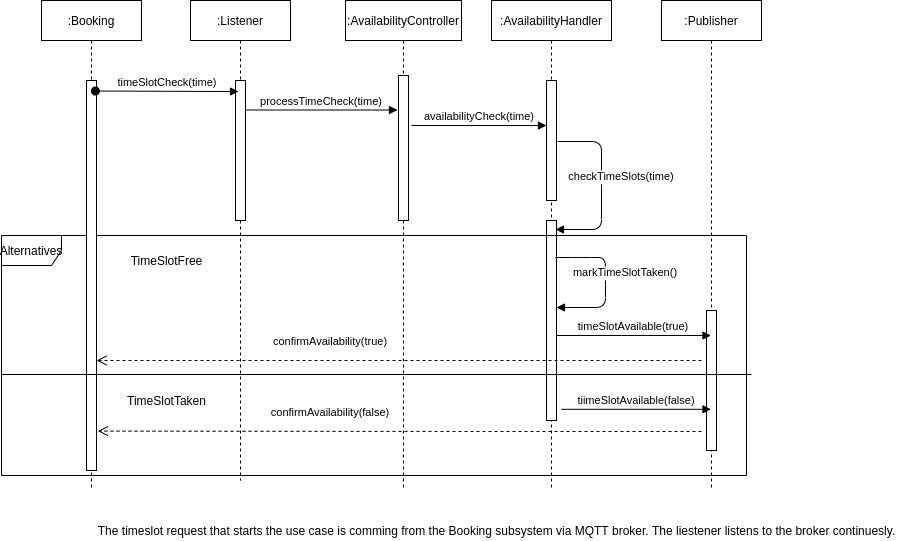 :Booking
:Listener
:AvailabilityController
:AvailabilityHandler
:Publisher
timeSlotCheck(time)
processTimeCheck(time)
availabilityCheck(time)
checkTimeSlots(time)
Alternatives
TimeSlotFree
markTimeSlotTaken()
timeSlotAvailable(true)
confirmAvailability(true)
TimeSlotTaken
tiimeSlotAvailable(false)
confirmAvailability(false)
The timeslot request that starts the use case is comming from the Booking subsystem via MQTT broker. The liestener listens to the broker continuesly.